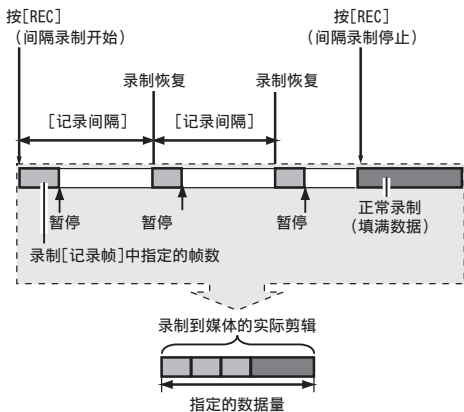 按[REC]
（间隔录制开始）
按[REC]
（间隔录制停止）
录制恢复
录制恢复
[记录间隔]
[记录间隔]
暂停
暂停
暂停
正常录制
（填满数据）
录制[记录帧]中指定的帧数
录制到媒体的实际剪辑
指定的数据量